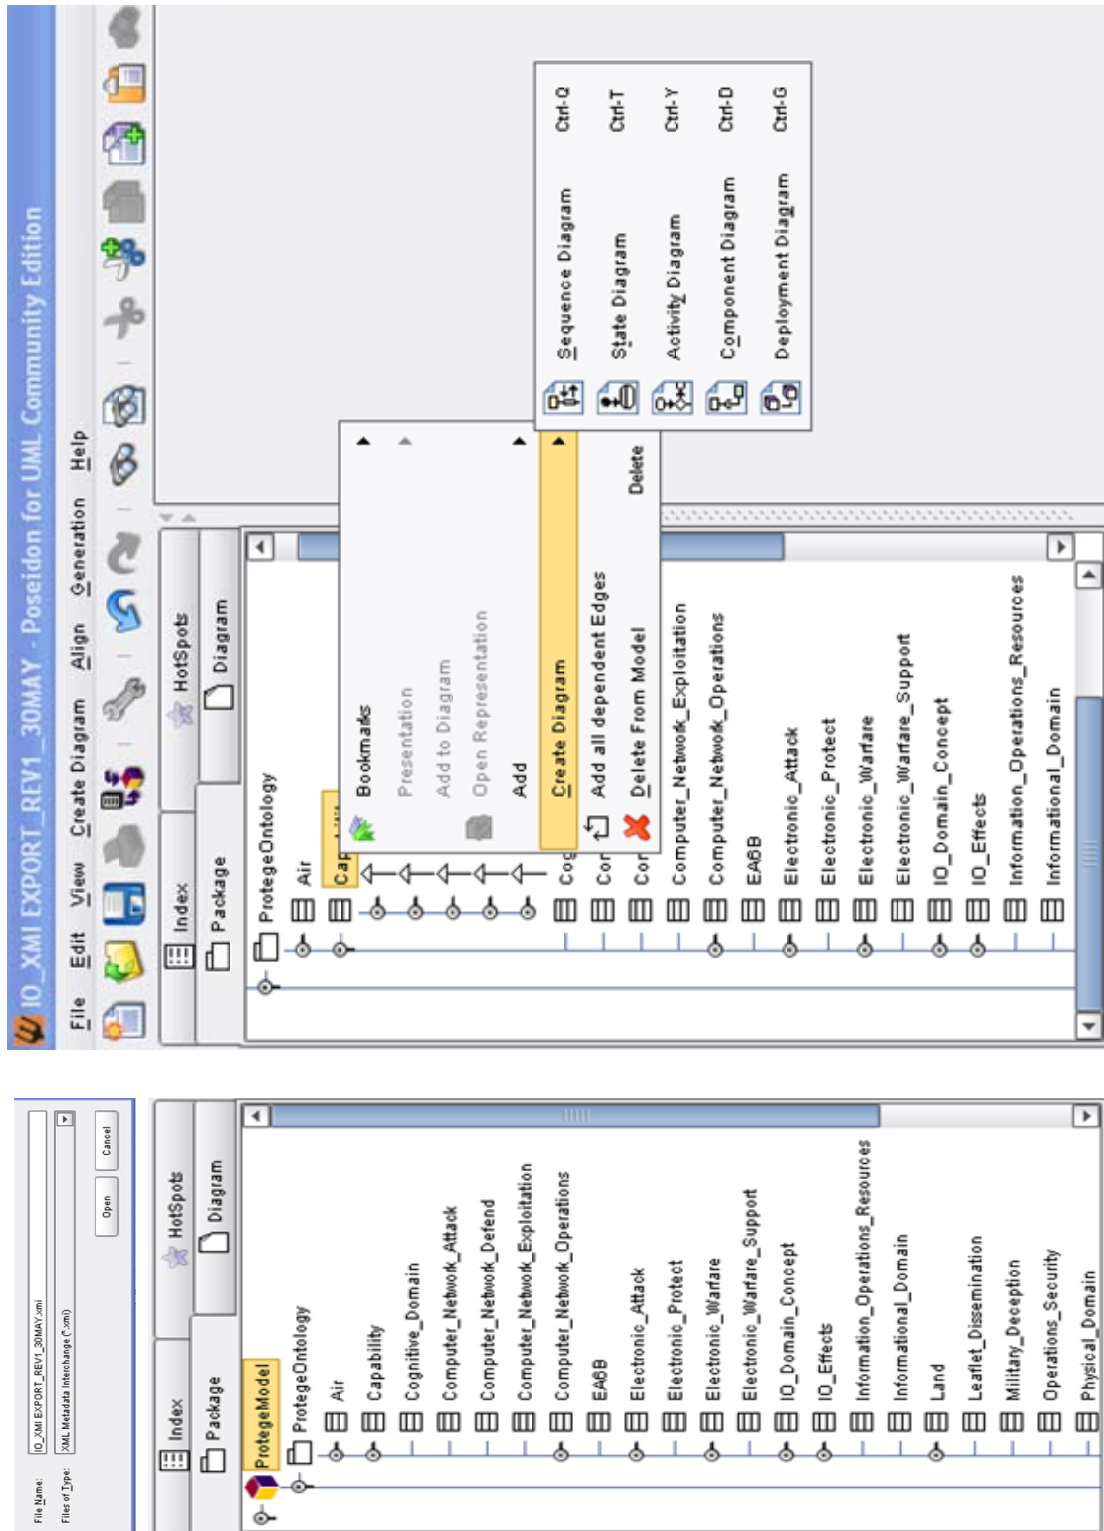 IO_XMI EXPORT_REV1_30MAY - Poseidon for UML Community Edition
File Edit View Create Diagram Align Generation Help
Index HotSpots
Package Diagram
ProtegeOntology
Air
Cap
Bookmarks
Presentation
Add to Diagram
Open Representation
Add
Create Diagram
Add all dependent Edges
Delete From Model Delete
Sequence Diagram Ctrl-Q
State Diagram Ctrl-T
Activity Diagram Ctrl-Y
Component Diagram Ctrl-D
Deployment Diagram Ctrl-G
Cog
Cor
Cor
Computer_Network_Exploitation
Computer_Network_Operations
EA6B
Electronic_Attack
Electronic_Protect
Electronic_Warfare
Electronic_Warfare_Support
IO_Domain_Concept
IO_Effects
Information_Operations_Resources
Informational_Domain
File Name: IO_XMI EXPORT_REV1_30MAY.xmi
Files of Type: XML Metadata Interchange (*.xmi)
Open Cancel
Index HotSpots
Package Diagram
ProtegeModel
ProtegeOntology
Air
Capability
Cognitive_Domain
Computer_Network_Attack
Computer_Network_Defend
Computer_Network_Exploitation
Computer_Network_Operations
EA6B
Electronic_Attack
Electronic_Protect
Electronic_Warfare
Electronic_Warfare_Support
IO_Domain_Concept
IO_Effects
Information_Operations_Resources
Informational_Domain
Land
Leaflet_Dissemination
Military_Deception
Operations_Security
Physical_Domain